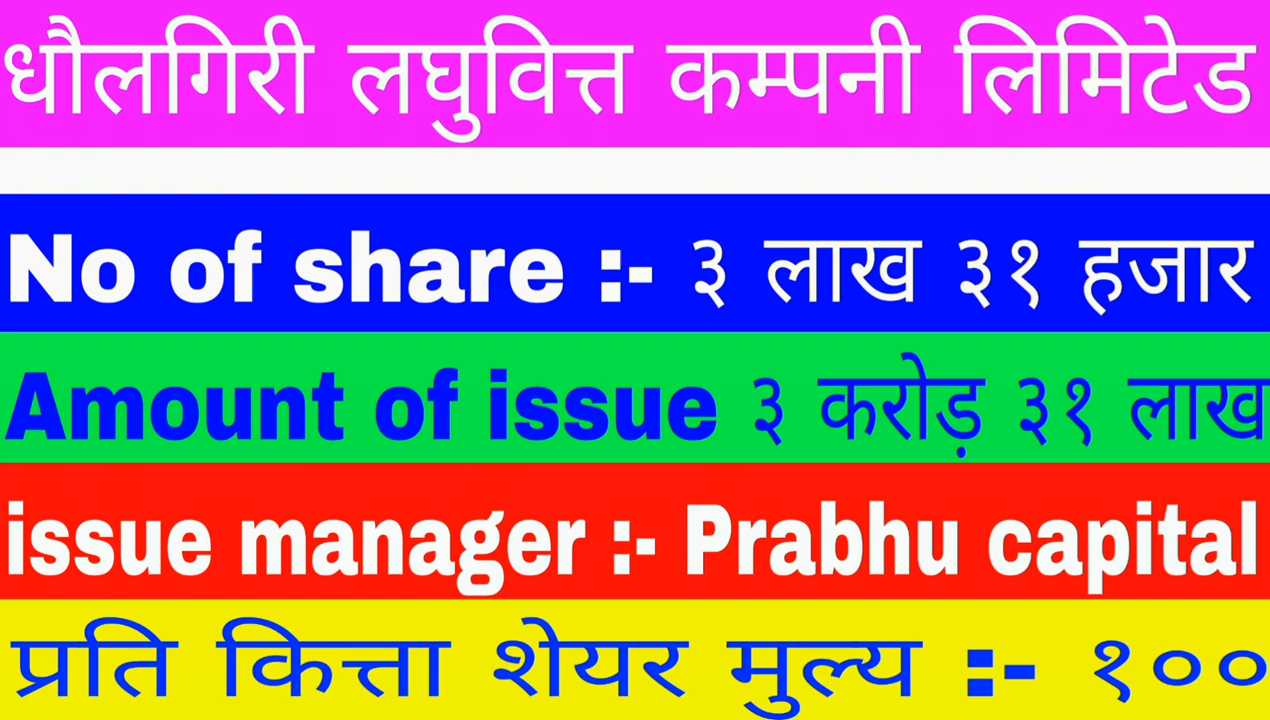 धौलागिरी लघुवित्त कम्पनी लिमिटेड
No of share :- ३ लाख ३१ हजार
Amount of issue ३ करोड़ ३१ लाख
issue manager :- Prabhu capital
प्रति कित्ता शेयर मुल्य :- १००